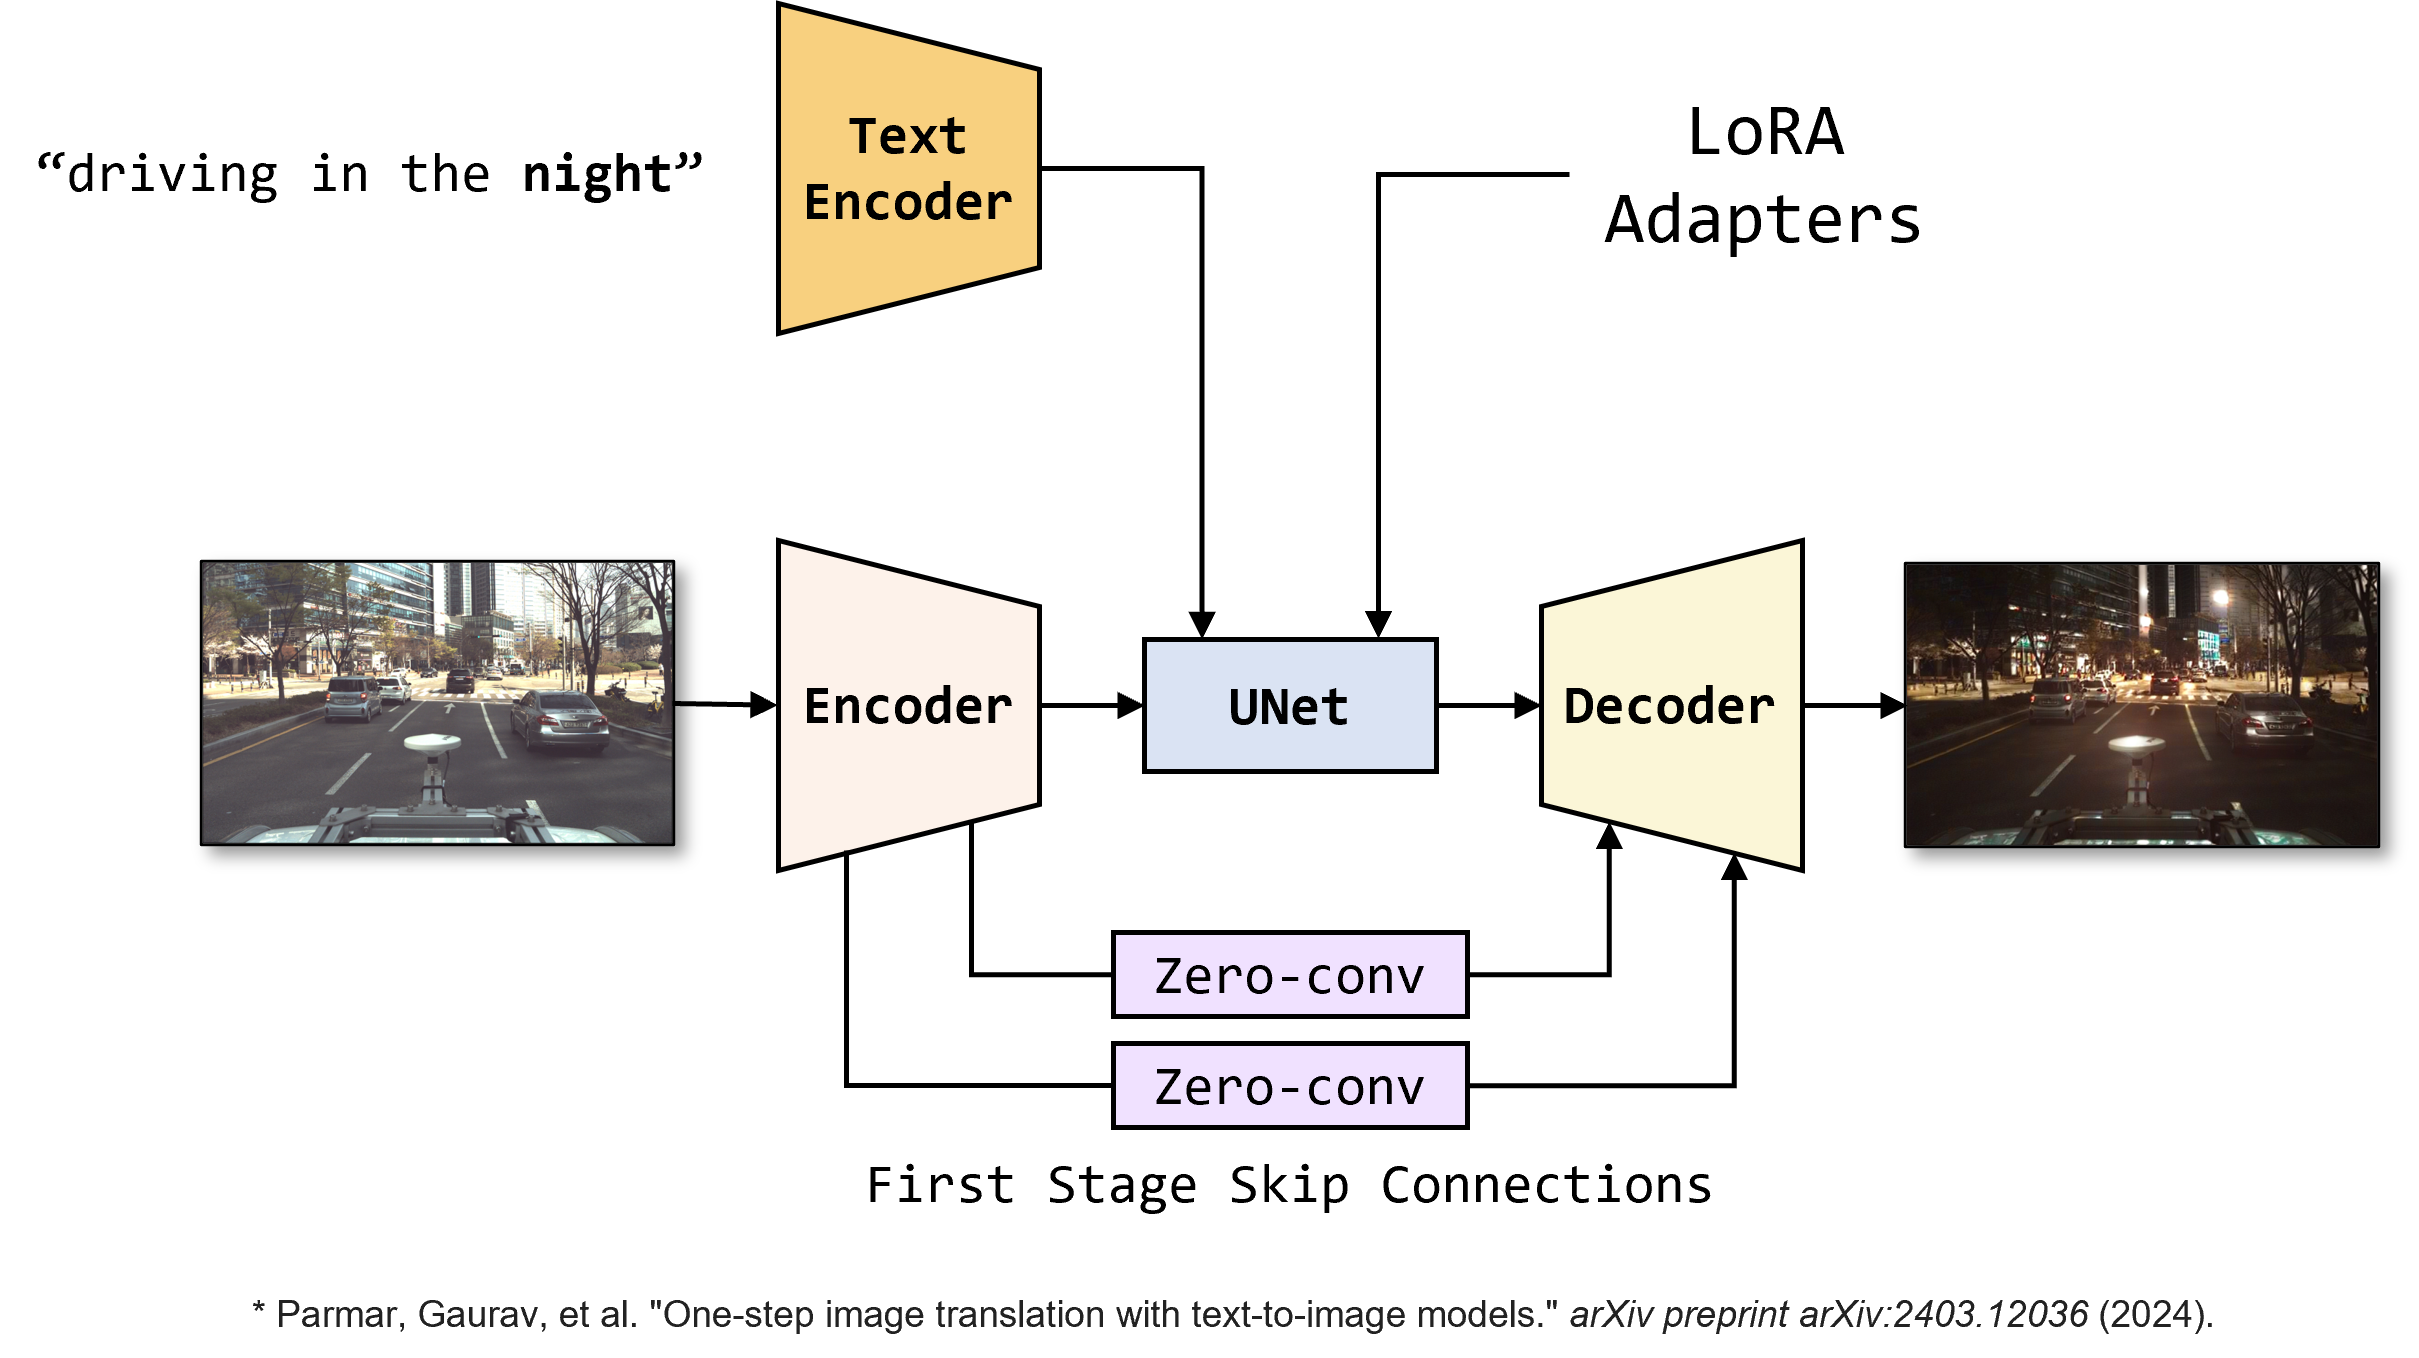 “driving in the night”
Text
Encoder
LoRA
Adapters
Encoder
UNet
Decoder
Zero-conv
Zero-conv
First Stage Skip Connections
* Parmar, Gaurav, et al. "One-step image translation with text-to-image models." arXiv preprint arXiv:2403.12036 (2024).